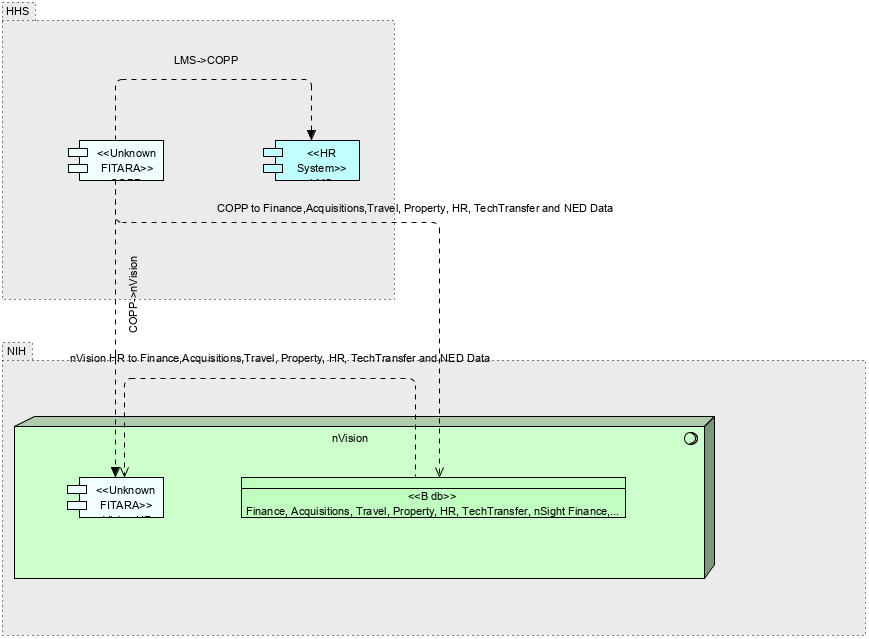 HHS
LMS->COPP
<<Unknown
FITARA>>
<<HR
System>>
COPP to Finance,Acquisitions,Travel, Property, HR, TechTransfer and NED Data
COPP->nVision
NIH
nVision HR to Finance,Acquisitions,Travel, Property, HR, TechTransfer and NED Data
nVision
<<Unknown
FITARA>>
<<B db>>
Finance, Acquisitions, Travel, Property, HR, TechTransfer, nSight Finance,...